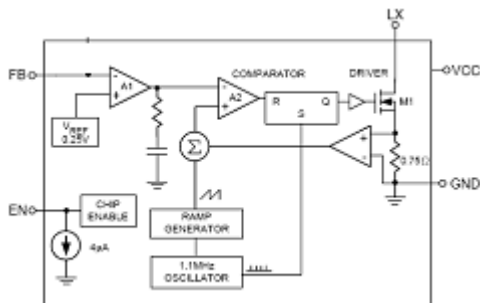 LX
FB
A1
COMPARATOR
DRIVER
VCC
A2
R Q
S
M1
VREF
0.25V
Σ
0.75Ω
GND
EN
CHIP
ENABLE
RAMP
GENERATOR
4µA
1.1MHz
OSCILLATOR